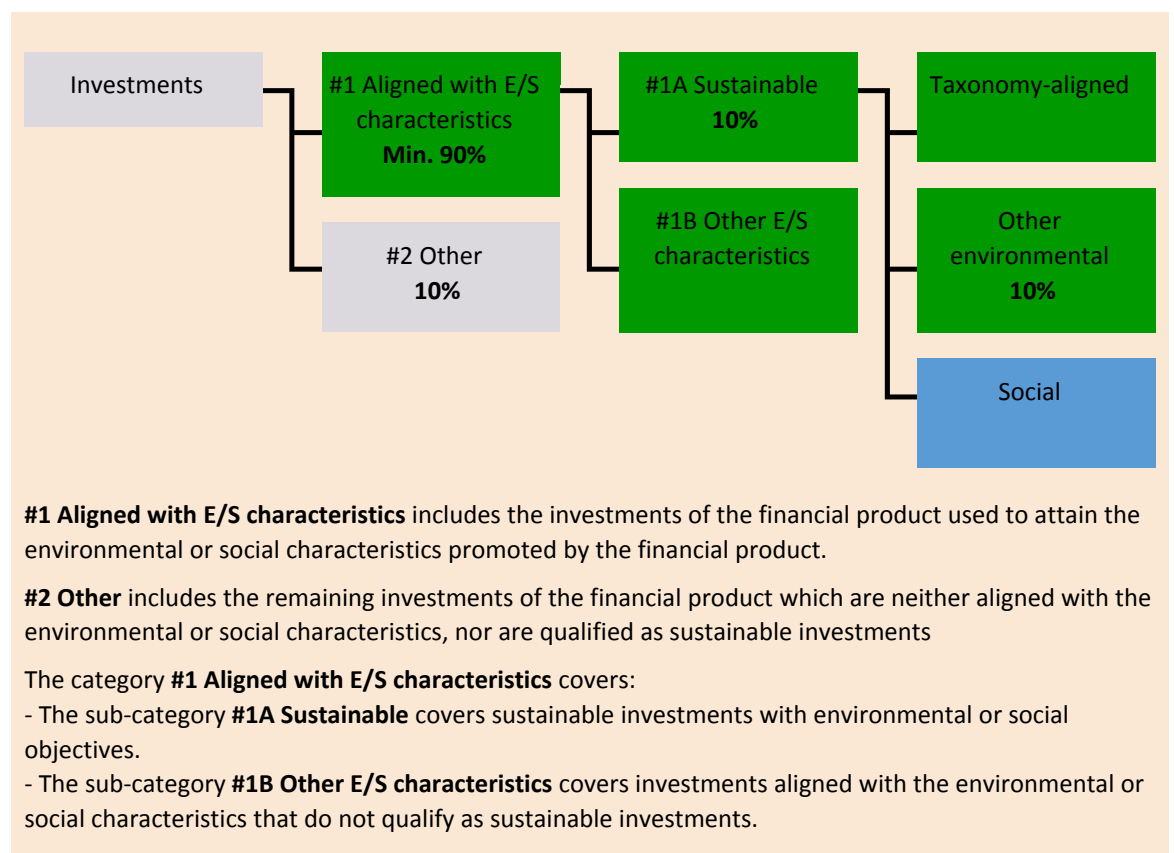 Investments
#1 Aligned with E/S
characteristics
Min. 90%
#2 Other
10%
#1A Sustainable
10%
#1B Other E/S
characteristics
Taxonomy-aligned
Other
environmental
10%
Social
#1 Aligned with E/S characteristics includes the investments of the financial product used to attain the
environmental or social characteristics promoted by the financial product.
#2 Other includes the remaining investments of the financial product which are neither aligned with the
environmental or social characteristics, nor are qualified as sustainable investments
The category #1 Aligned with E/S characteristics covers:
- The sub-category #1A Sustainable covers sustainable investments with environmental or social
objectives.
- The sub-category #1B Other E/S characteristics covers investments aligned with the environmental or
social characteristics that do not qualify as sustainable investments.